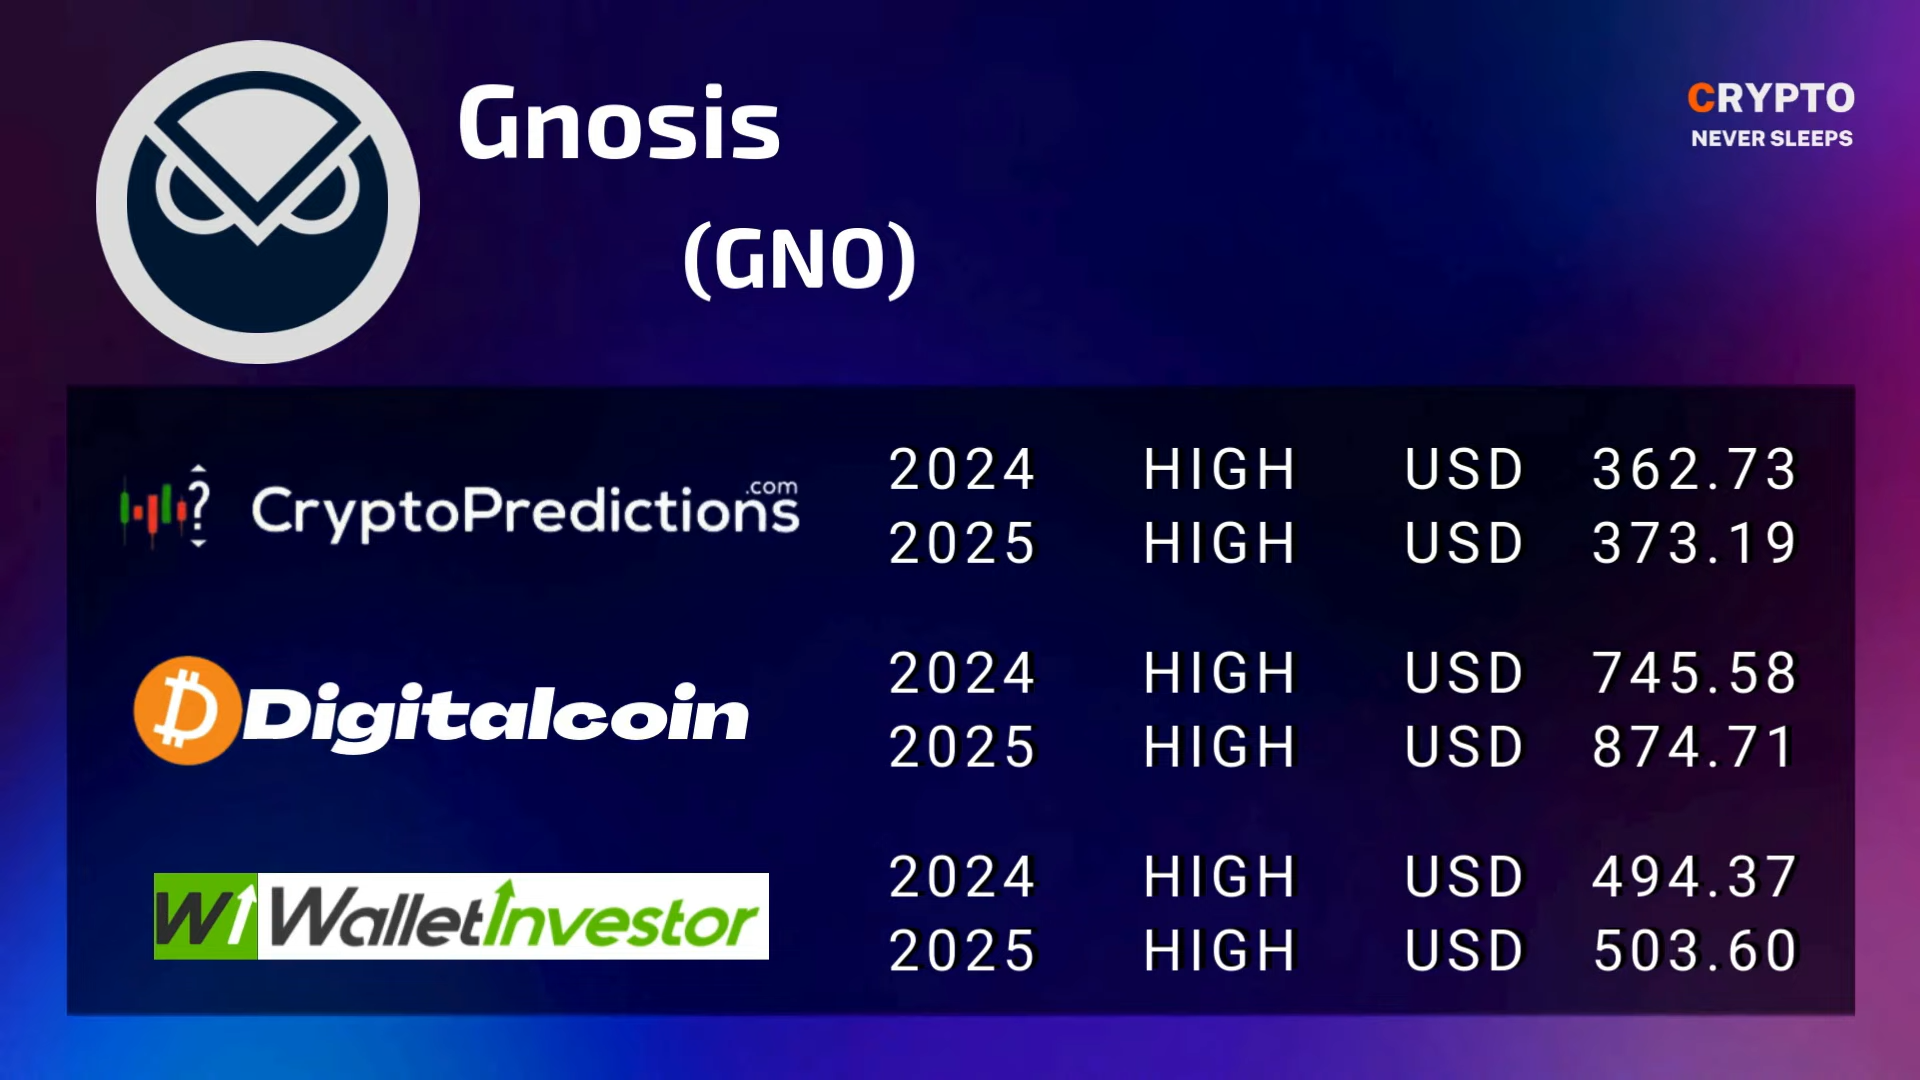 Gnosis
(GNO)
CRYPTO
NEVER SLEEPS
? CryptoPredictions.com
2024 HIGH USD 362.73
2025 HIGH USD 373.19
Digitalcoin
2024 HIGH USD 745.58
2025 HIGH USD 874.71
WI WalletInvestor
2024 HIGH USD 494.37
2025 HIGH USD 503.60